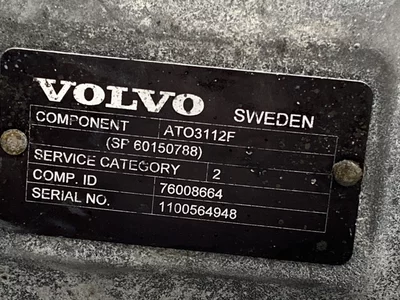 VOLVO SWEDEN
COMPONENT ATO3112F
(SP 60150788)
SERVICE CATEGORY 2
COMP. ID 76008664
SERIAL NO. 1100564948